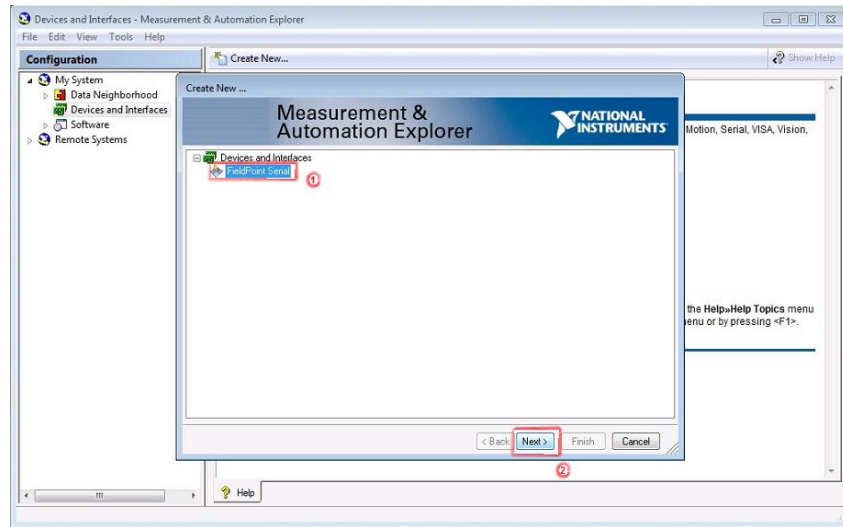 Devices and Interfaces - Measurement & Automation Explorer
File Edit View Tools Help
Configuration
Create New...
Show Help
My System
Data Neighborhood
Devices and Interfaces
Software
Remote Systems
Create New ...
Measurement &
Automation Explorer
NATIONAL
INSTRUMENTS
Motion, Serial, VISA, Vision,
Devices and Interfaces
FieldPoint Serial
1
the Help»Help Topics menu
enu or by pressing <F1>.
< Back Next > Finish Cancel
2
Help